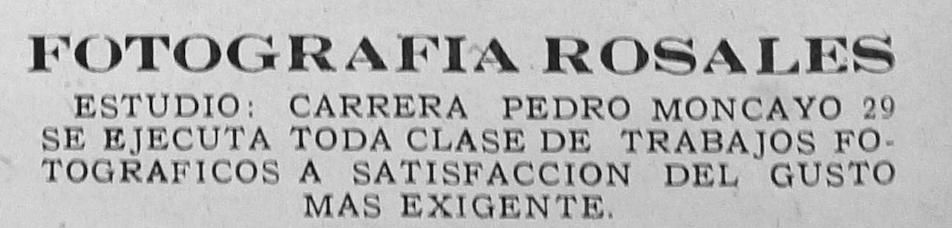 FOTOGRAFIA ROSALES
ESTUDIO: CARRERA PEDRO MONCAYO 29
SE EJECUTA TODA CLASE DE TRABAJOS FO-
TOGRAFICOS A SATISFACCION DEL GUSTO
MAS EXIGENTE.